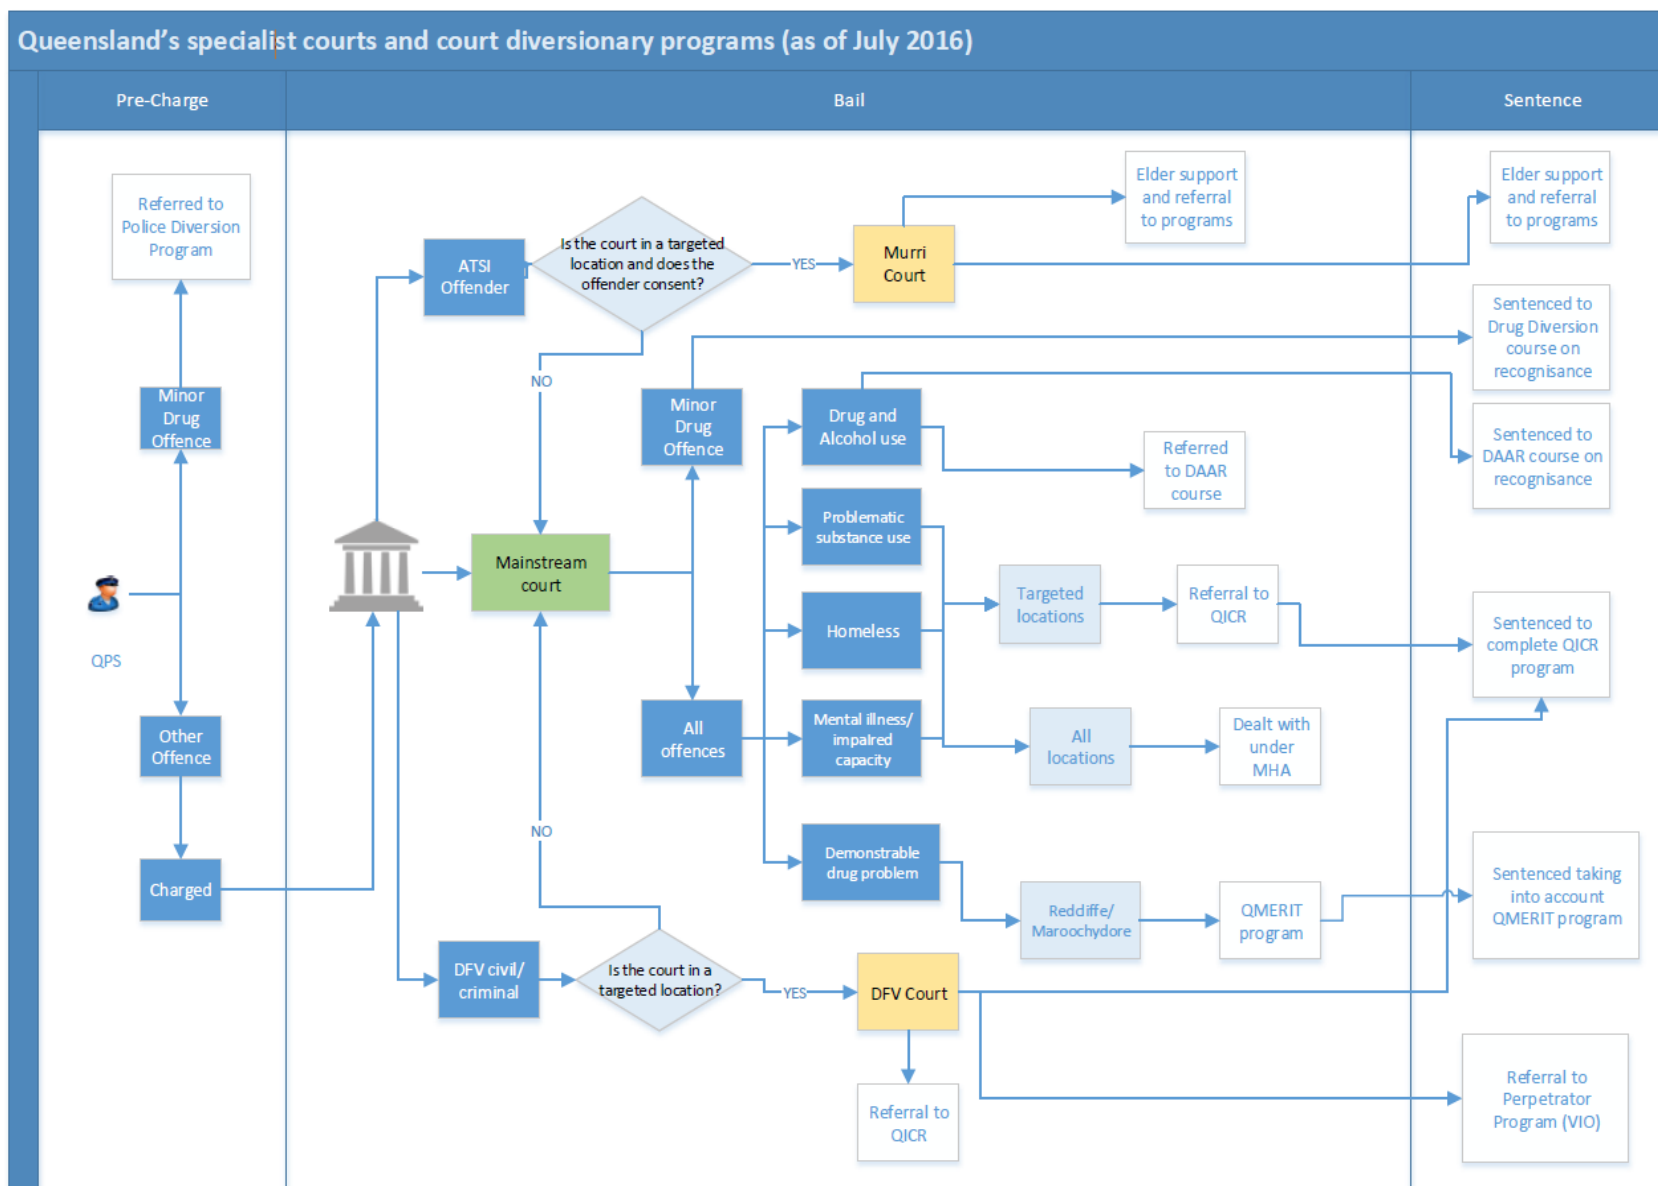 Queensland's specialist courts and court diversionary programs (as of July 2016)
Pre-Charge
Bail
Sentence
Referred to
Police Diversion
Program
Minor
Drug
Offence
QPS
Other
Offence
Charged
ATSI
Offender
Is the court in a targeted
location and does the
offender consent?
YES
NO
Murri
Court
Elder support
and referral
to programs
Elder support
and referral
to programs
Mainstream
court
Minor
Drug
Offence
Sentenced to
Drug Diversion
course on
recognisance
All
offences
Drug and
Alcohol use
Referred
to DAAR
course
Sentenced to
DAAR course on
recognisance
Problematic
substance use
Homeless
Mental illness/
impaired
capacity
Targeted
locations
Referral to
QICR
Sentenced to
complete QICR
program
All
locations
Dealt with
under
MHA
Demonstrable
drug problem
Redcliffe/
Maroochydore
QMERIT
program
Sentenced taking
into account
QMERIT program
NO
DFV civil/
criminal
Is the court in a
targeted location?
YES
DFV Court
Referral to
QICR
Referral to
Perpetrator
Program (VIO)